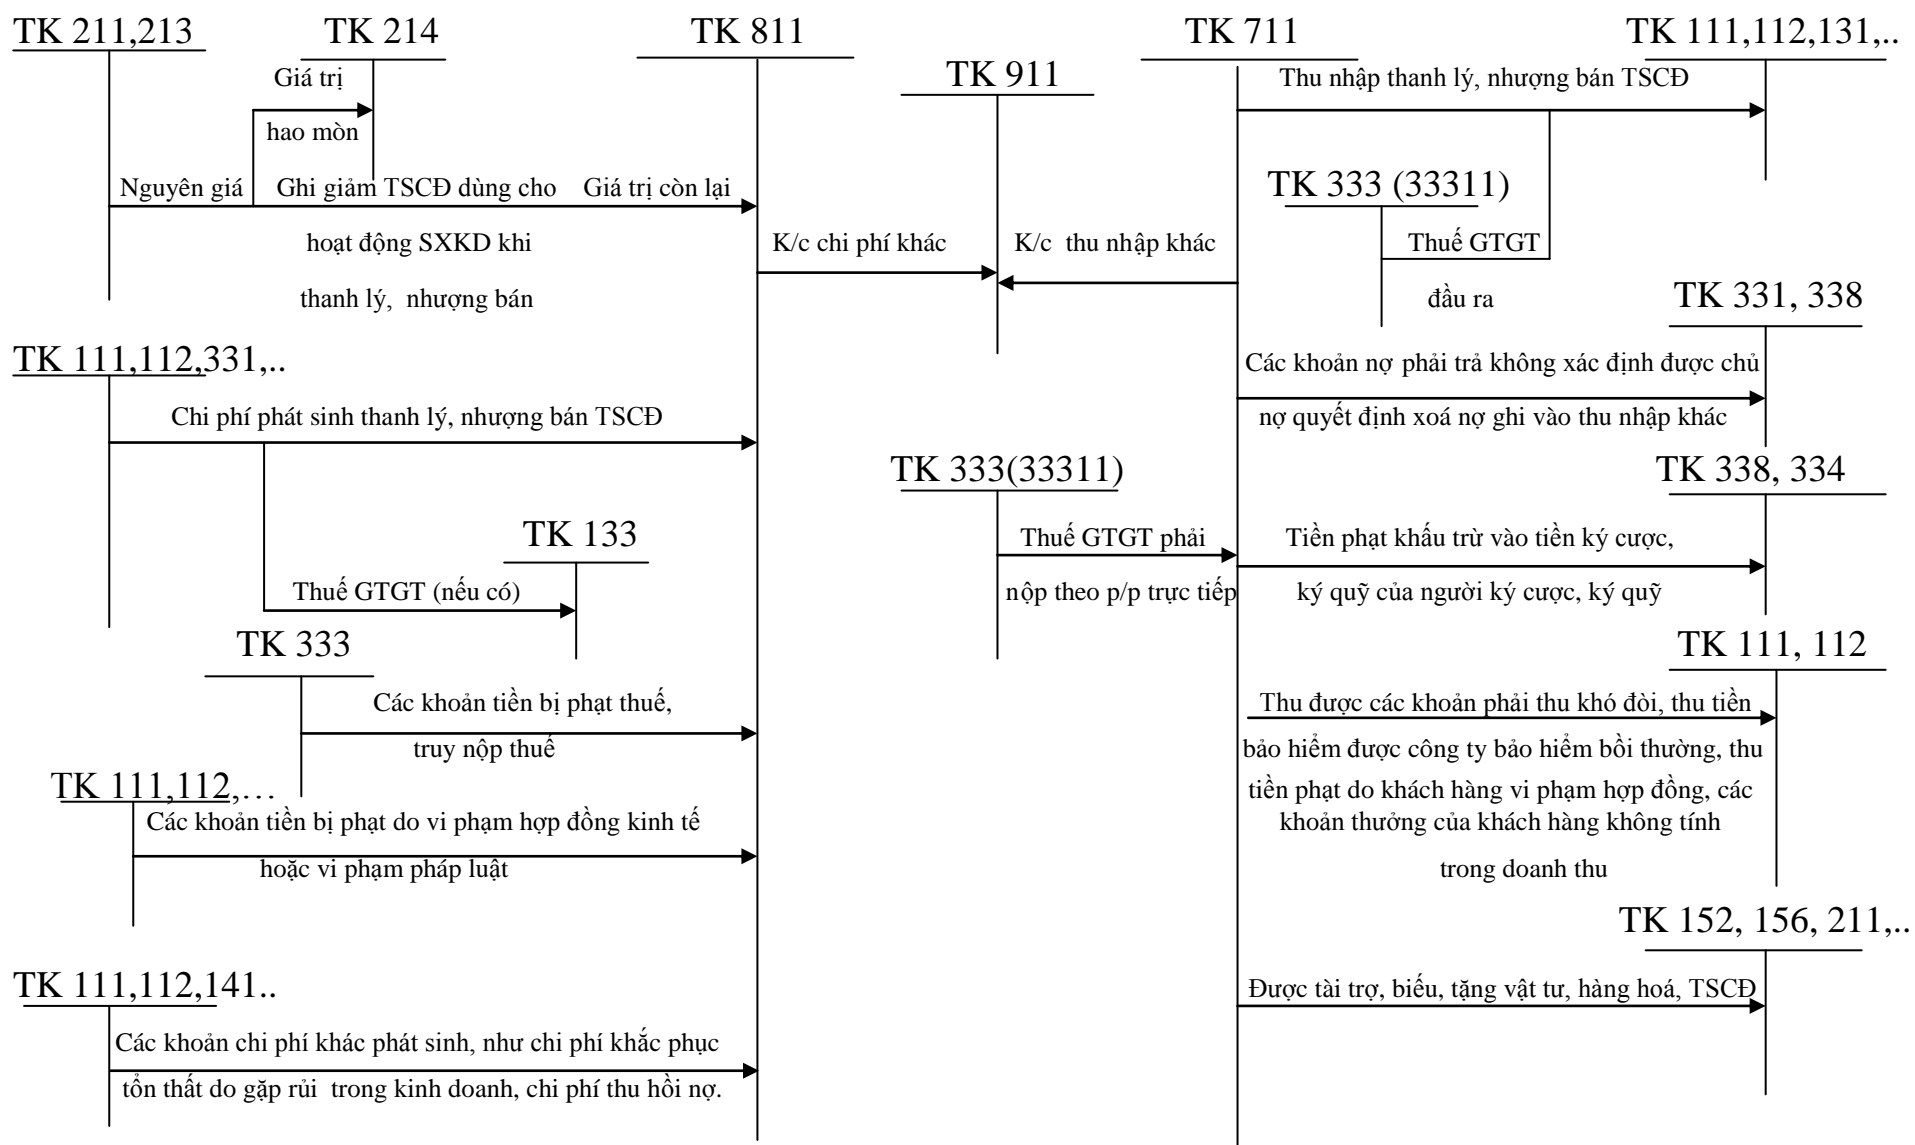 TK 211,213
TK 214
TK 811
TK 711
TK 111,112,131,..
Giá trị
hao mòn
TK 911
Thu nhập thanh lý, nhượng bán TSCĐ
Nguyên giá
Ghi giảm TSCĐ dùng cho
Giá trị còn lại
hoạt động SXKD khi
thanh lý, nhượng bán
K/c chi phí khác
K/c thu nhập khác
TK 333 (33311)
Thuế GTGT
đầu ra
TK 331, 338
TK 111,112,331,..
Các khoản nợ phải trả không xác định được chủ
nợ quyết định xoá nợ ghi vào thu nhập khác
Chi phí phát sinh thanh lý, nhượng bán TSCĐ
TK 333(33311)
TK 338, 334
TK 133
Thuế GTGT phải
nộp theo p/p trực tiếp
Tiền phạt khấu trừ vào tiền ký cược,
ký quỹ của người ký cược, ký quỹ
Thuế GTGT (nếu có)
TK 333
TK 111, 112
Các khoản tiền bị phạt thuế,
truy nộp thuế
Thu được các khoản phải thu khó đòi, thu tiền
bảo hiểm được công ty bảo hiểm bồi thường, thu
tiền phạt do khách hàng vi phạm hợp đồng, các
khoản thưởng của khách hàng không tính
trong doanh thu
TK 111,112,…
Các khoản tiền bị phạt do vi phạm hợp đồng kinh tế
hoặc vi phạm pháp luật
TK 152, 156, 211,..
TK 111,112,141..
Được tài trợ, biếu, tặng vật tư, hàng hoá, TSCĐ
Các khoản chi phí khác phát sinh, như chi phí khắc phục
tổn thất do gặp rủi trong kinh doanh, chi phí thu hồi nợ.